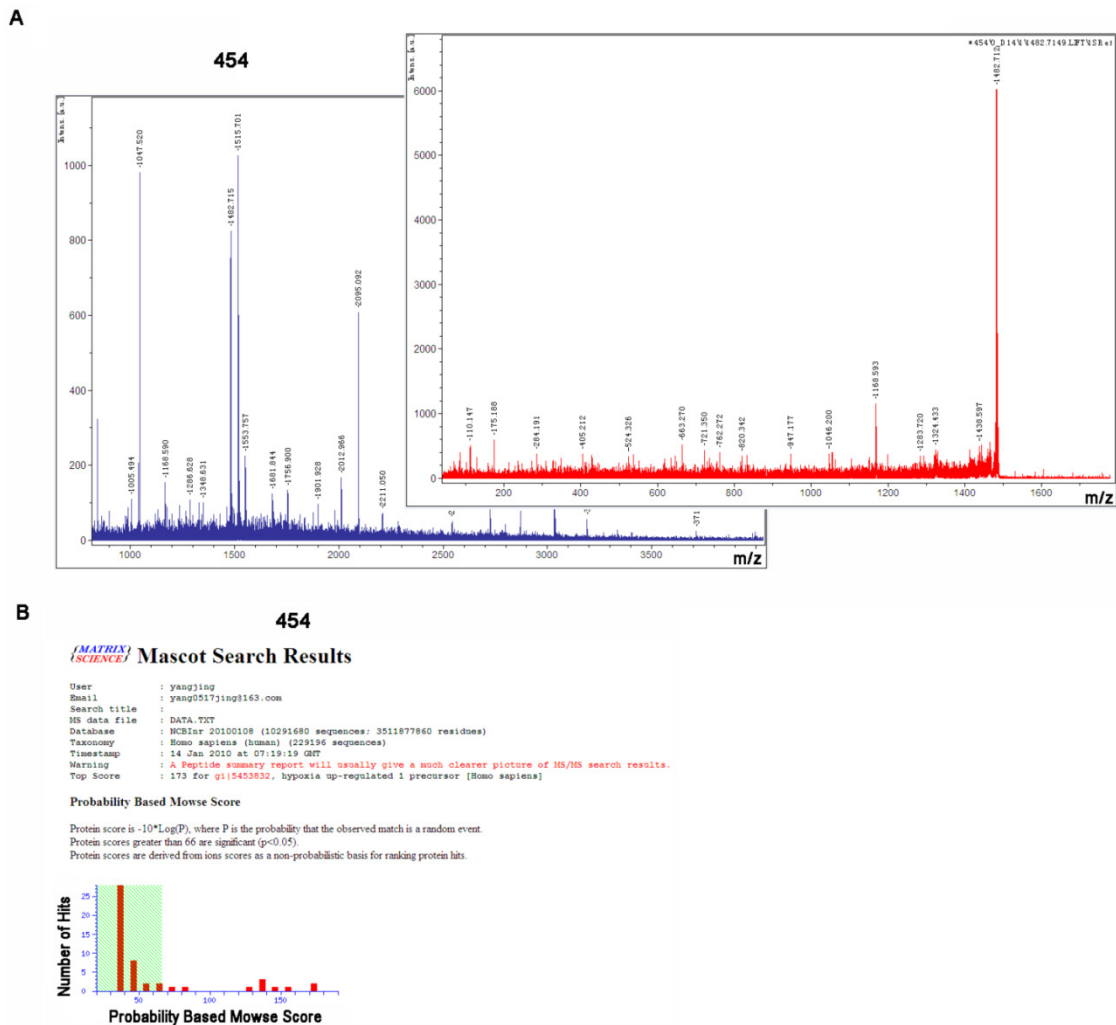 A
454
*454\0_D14\1\1482.7149.LIFT\1SRef
Intens. [a.u.]
6000
5000
4000
3000
2000
1000
0
1482.712
1168.593
110.147
175.188
284.191
405.212
524.326
663.270
721.350
762.272
820.342
947.177
1046.200
1283.720
1324.433
1438.597
200 400 600 800 1000 1200 1400 1600
m/z
Intens. [a.u.]
1000
800
600
400
200
0
1005.494
1047.520
1168.590
1286.628
1348.631
1482.715
1515.701
1553.757
1681.844
1756.900
1901.928
2012.966
2095.092
2211.050
371
1000 1500 2000 2500 3000 3500
m/z
B
454
{MATRIX SCIENCE} Mascot Search Results
User : yangjing
Email : yang0517jing@163.com
Search title :
MS data file : DATA.TXT
Database : NCBInr 20100108 (10291680 sequences; 3511877860 residues)
Taxonomy : Homo sapiens (human) (229196 sequences)
Timestamp : 14 Jan 2010 at 07:19:19 GMT
Warning : A Peptide summary report will usually give a much clearer picture of MS/MS search results.
Top Score : 173 for gi|5453832, hypoxia up-regulated 1 precursor [Homo sapiens]
Probability Based Mowse Score
Protein score is -10*Log(P), where P is the probability that the observed match is a random event.
Protein scores greater than 66 are significant (p<0.05).
Protein scores are derived from ions scores as a non-probabilistic basis for ranking protein hits.
Number of Hits
25
20
15
10
5
0
50 100 150
Probability Based Mowse Score